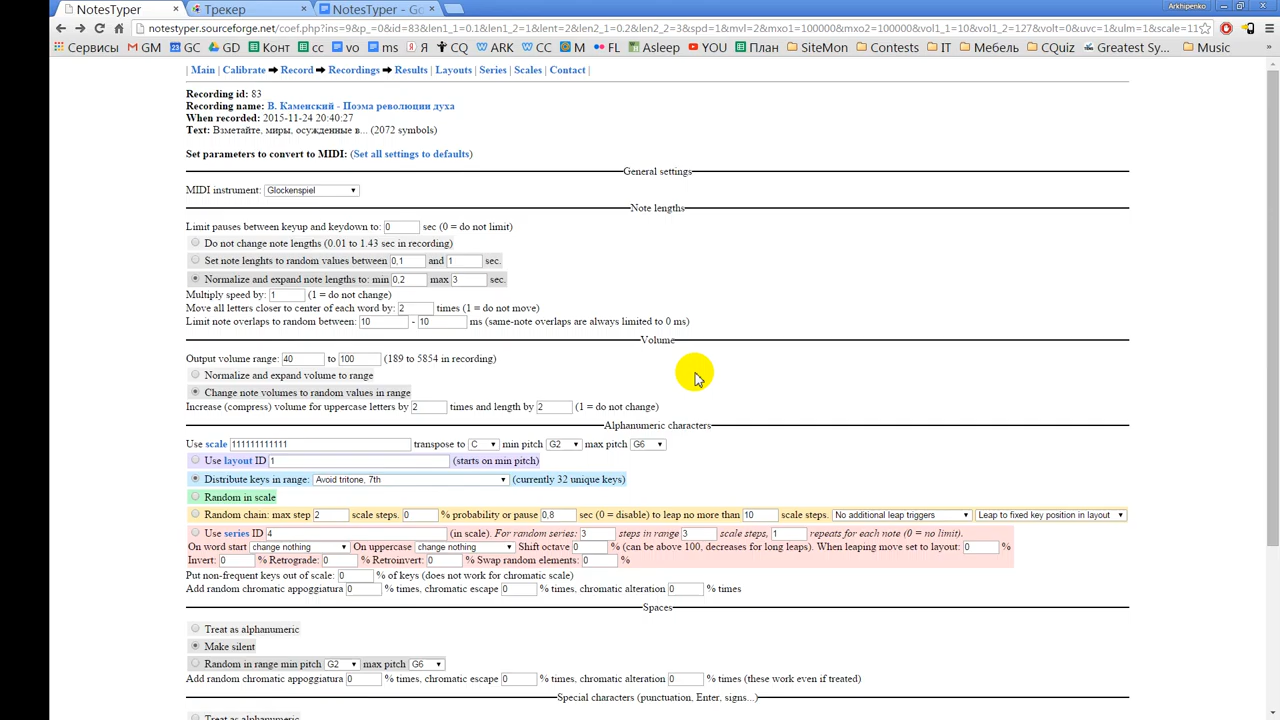 NotesTyper
Трекер
NotesTyper - Go
Arkhipenko
notestyper.sourceforge.net/coef.php?ins=9&p_=0&id=83&len1_1=0.1&len1_2=1&lent=2&len2_1=0.2&len2_2=3&spd=1&mvl=2&mxo1=100000&mxo2=100000&vol_1=10&vol_2=127&volt=0&uvc=1&ulm=1&scale=11
Сервисы GM GC GD Конт cc vo ms Я CQ ARK CC M FL Asleep YOU План SiteMon Contests IT Мебель CQuiz Greatest Sy... Music
| Main | Calibrate Record Recordings Results | Layouts | Series | Scales | Contact |
Recording id: 83
Recording name: В. Каменский - Поэма революции духа
When recorded: 2015-11-24 20:40:27
Text: Взметайте, миры, осужденные в... (2072 symbols)
Set parameters to convert to MIDI: (Set all settings to defaults)
General settings
MIDI instrument: Glockenspiel
Note lengths
Limit pauses between keyup and keydown to: 0 sec (0 = do not limit)
Do not change note lengths (0.01 to 1.43 sec in recording)
Set note lenghts to random values between 0,1 and 1 sec.
Normalize and expand note lengths to: min 0,2 max 3 sec.
Multiply speed by: 1 (1 = do not change)
Move all letters closer to center of each word by: 2 times (1 = do not move)
Limit note overlaps to random between: 10 - 10 ms (same-note overlaps are always limited to 0 ms)
Volume
Output volume range: 40 to 100 (189 to 5854 in recording)
Normalize and expand volume to range
Change note volumes to random values in range
Increase (compress) volume for uppercase letters by 2 times and length by 2 (1 = do not change)
Alphanumeric characters
Use scale 111111111111 transpose to C min pitch G2 max pitch G6
Use layout ID 1 (starts on min pitch)
Distribute keys in range: Avoid tritone, 7th (currently 32 unique keys)
Random in scale
Random chain: max step 2 scale steps. 0 % probability or pause 0,8 sec (0 = disable) to leap no more than 10 scale steps. No additional leap triggers Leap to fixed key position in layout
Use series ID 4 (in scale). For random series: 3 steps in range 3 scale steps, 1 repeats for each note (0 = no limit).
On word start change nothing On uppercase change nothing Shift octave 0 % (can be above 100, decreases for long leaps). When leaping move set to layout: 0 %
Invert: 0 % Retrograde: 0 % Retroinvert: 0 % Swap random elements: 0 %
Put non-frequent keys out of scale: 0 % of keys (does not work for chromatic scale)
Add random chromatic appoggiatura 0 % times, chromatic escape 0 % times, chromatic alteration 0 % times
Spaces
Treat as alphanumeric
Make silent
Random in range min pitch G2 max pitch G6
Add random chromatic appoggiatura 0 % times, chromatic escape 0 % times, chromatic alteration 0 % times (these work even if treated)
Special characters (punctuation, Enter, signs...)
Treat as alphanumeric